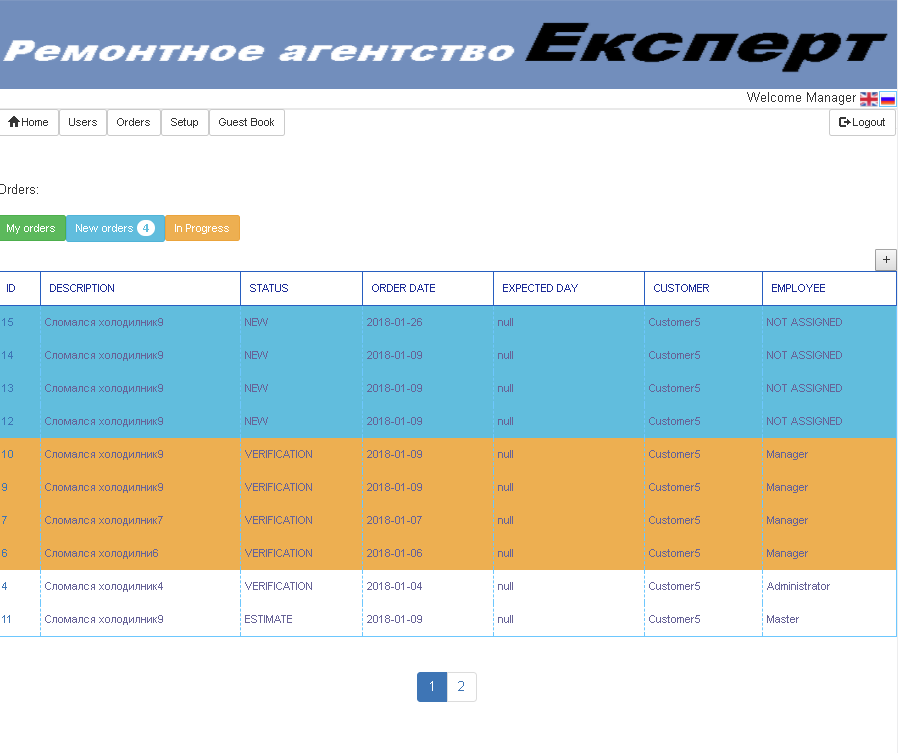 Ремонтное агентство Експерт
Welcome Manager
Home Users Orders Setup Guest Book Logout
Orders:
My orders New orders 4 In Progress
+
ID DESCRIPTION STATUS ORDER DATE EXPECTED DAY CUSTOMER EMPLOYEE
15 Сломался холодилник9 NEW 2018-01-26 null Customer5 NOT ASSIGNED
14 Сломался холодилник9 NEW 2018-01-09 null Customer5 NOT ASSIGNED
13 Сломался холодилник9 NEW 2018-01-09 null Customer5 NOT ASSIGNED
12 Сломался холодилник9 NEW 2018-01-09 null Customer5 NOT ASSIGNED
10 Сломался холодилник9 VERIFICATION 2018-01-09 null Customer5 Manager
9 Сломался холодилник9 VERIFICATION 2018-01-09 null Customer5 Manager
7 Сломался холодилник7 VERIFICATION 2018-01-07 null Customer5 Manager
6 Сломался холодилни6 VERIFICATION 2018-01-06 null Customer5 Manager
4 Сломался холодилник4 VERIFICATION 2018-01-04 null Customer5 Administrator
11 Сломался холодилник9 ESTIMATE 2018-01-09 null Customer5 Master
1 2